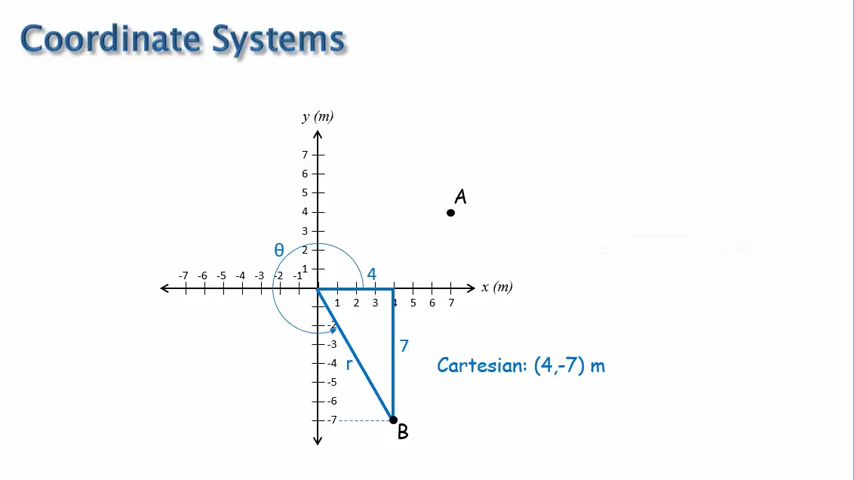 Coordinate Systems
y (m)
7
6
5
4
3
2
1
A
θ
4
-7 -6 -5 -4 -3 -2 -1
x (m)
1 2 3 4 5 6 7
-2
-3
-4
-5
-6
-7
r
7
Cartesian: (4,-7) m
B